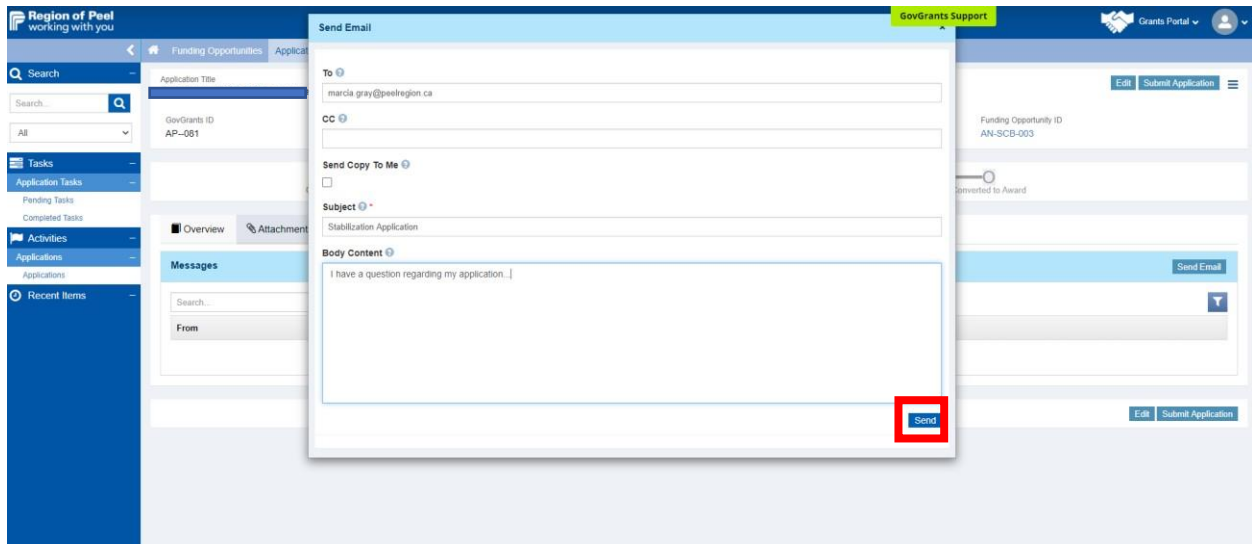 Region of Peel
working with you
Send Email
GovGrants Support
Grants Portal
Funding Opportunities
Search
Application Title
Edit
Submit Application
To
marcia.gray@peelregion.ca
Search...
All
GovGrants ID
AP--081
CC
Funding Opportunity ID
AN-SCB-003
Send Copy To Me
Tasks
Application Tasks
Pending Tasks
Completed Tasks
Converted to Award
Subject *
Stabilization Application
Overview
Attachment
Activities
Applications
Applications
Recent Items
Body Content
I have a question regarding my application...
Messages
Send Email
Search...
From
Send
Edit
Submit Application